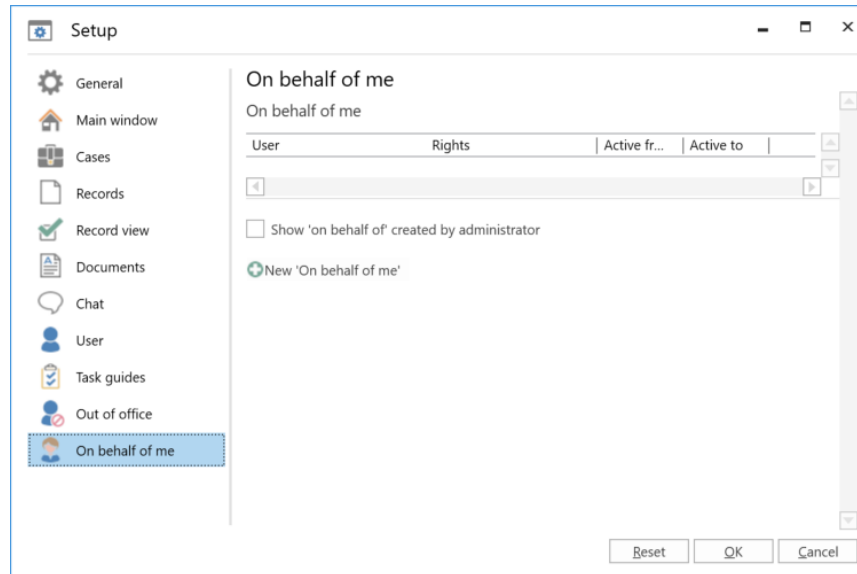 Setup
General
Main window
Cases
Records
Record view
Documents
Chat
User
Task guides
Out of office
On behalf of me
On behalf of me
On behalf of me
User Rights Active fr... Active to
Show 'on behalf of' created by administrator
New 'On behalf of me'
Reset OK Cancel